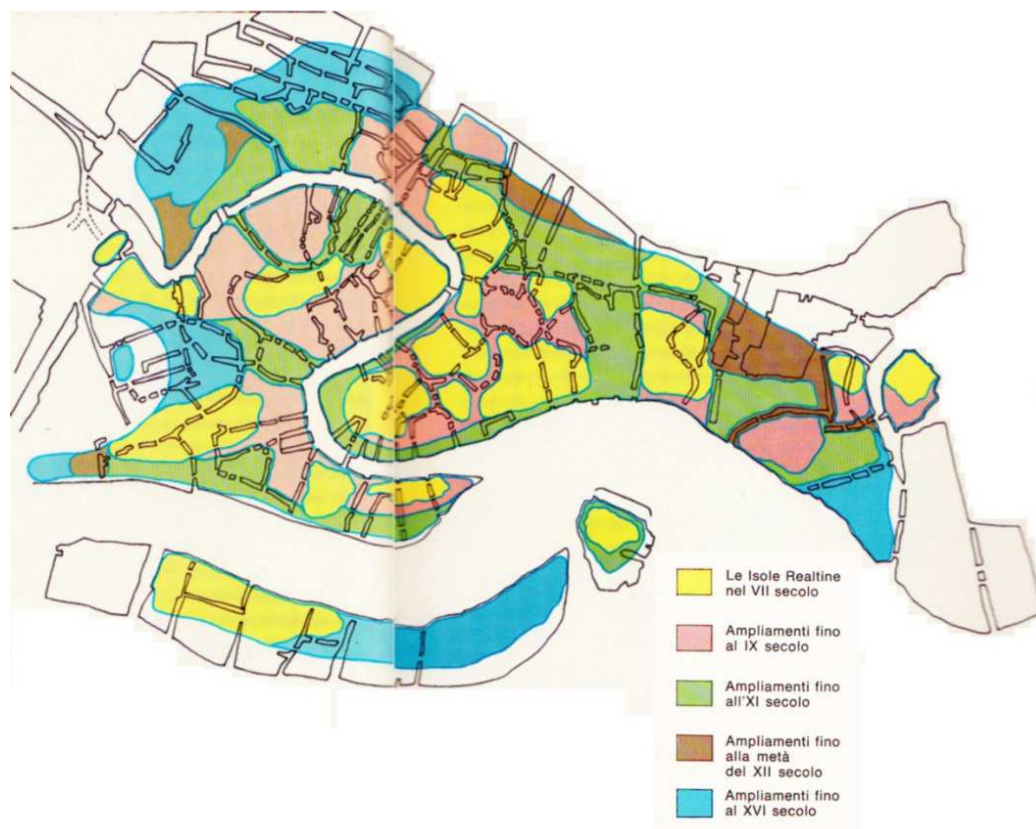 Le Isole Realtine
nel VII secolo
Ampliamenti fino
al IX secolo
Ampliamenti fino
all'XI secolo
Ampliamenti fino
alla metà
del XII secolo
Ampliamenti fino
al XVI secolo